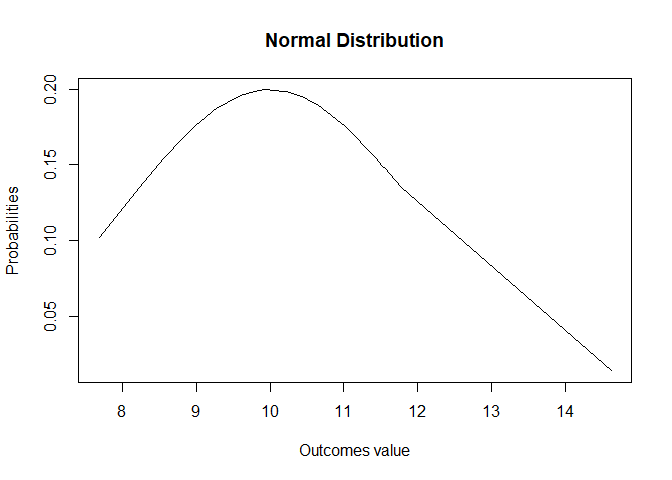 Normal Distribution
Probabilities
0.20
0.15
0.10
0.05
8 9 10 11 12 13 14
Outcomes value